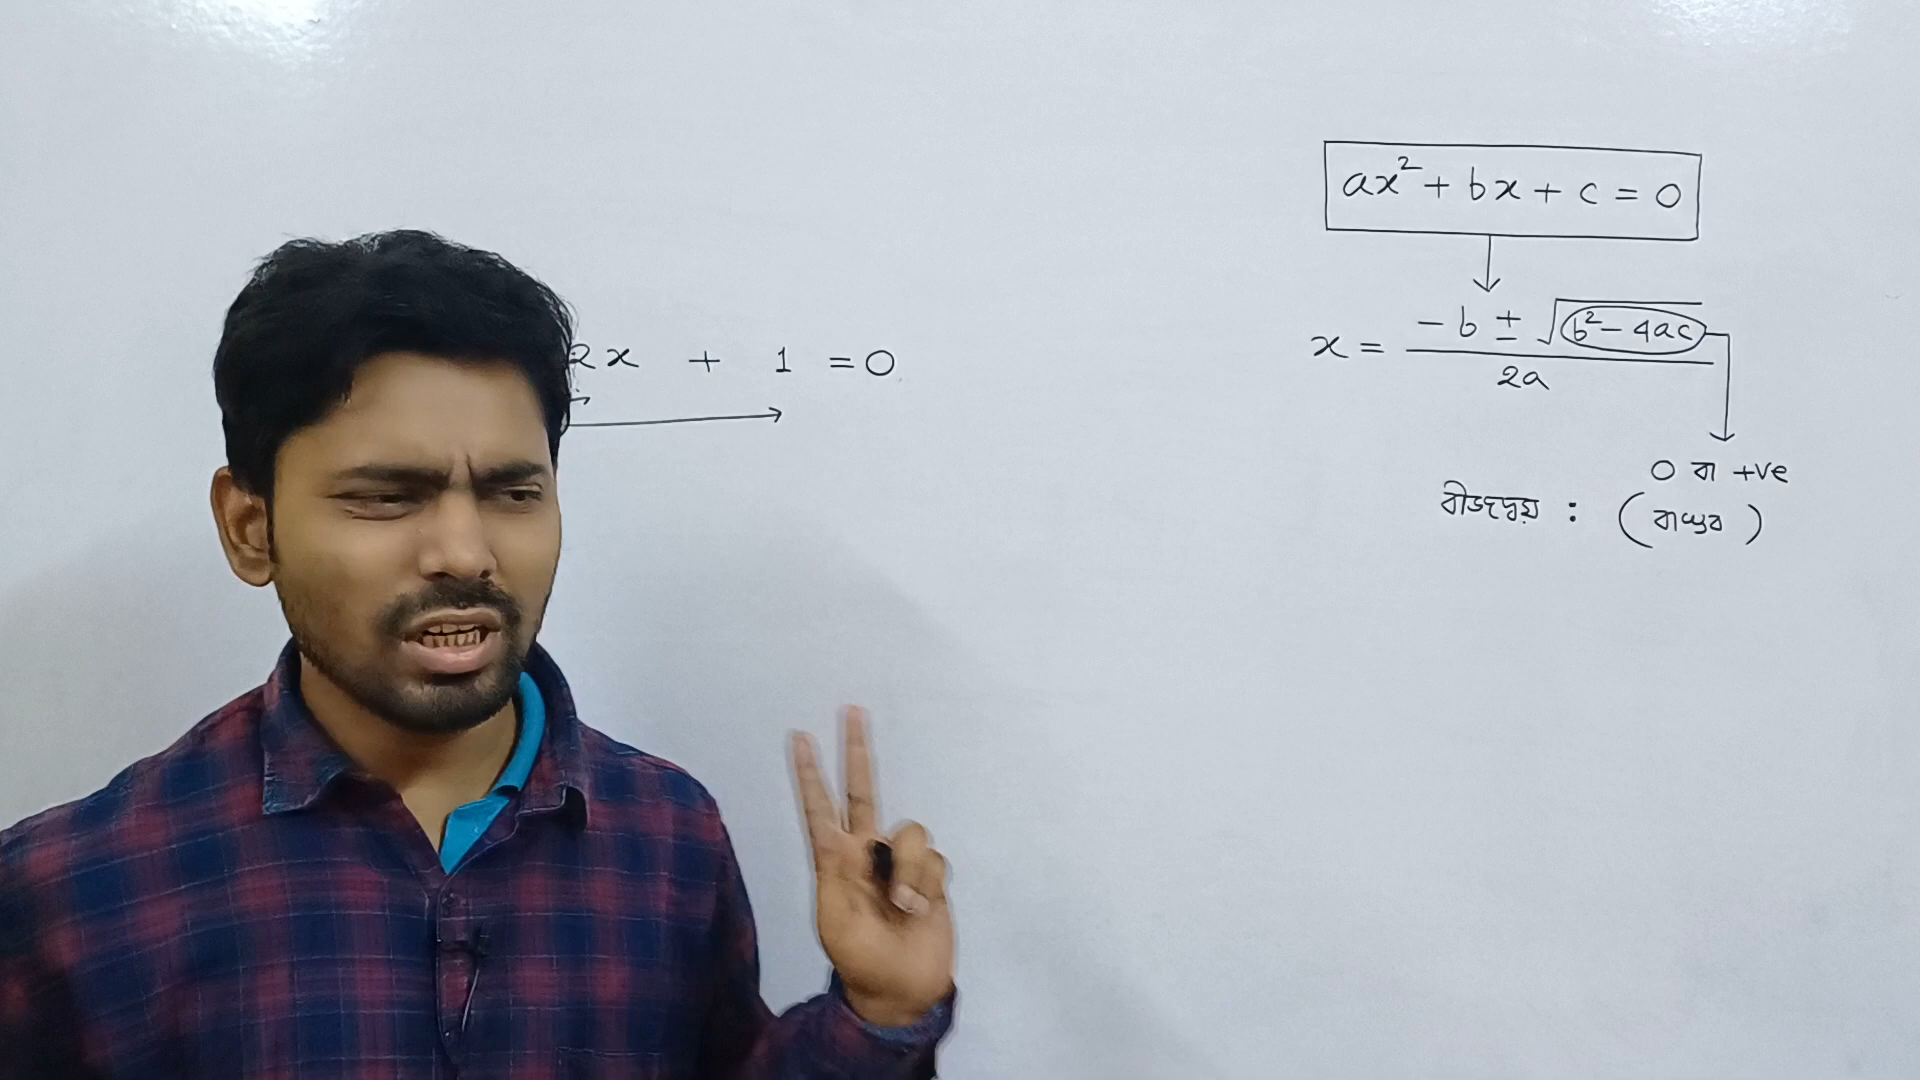 2x + 1 = 0
ax² + bx + c = 0
x = (-b ± √(b² - 4ac)) / 2a
0 বা +ve
বীজদ্বয় : ( বাস্তব )